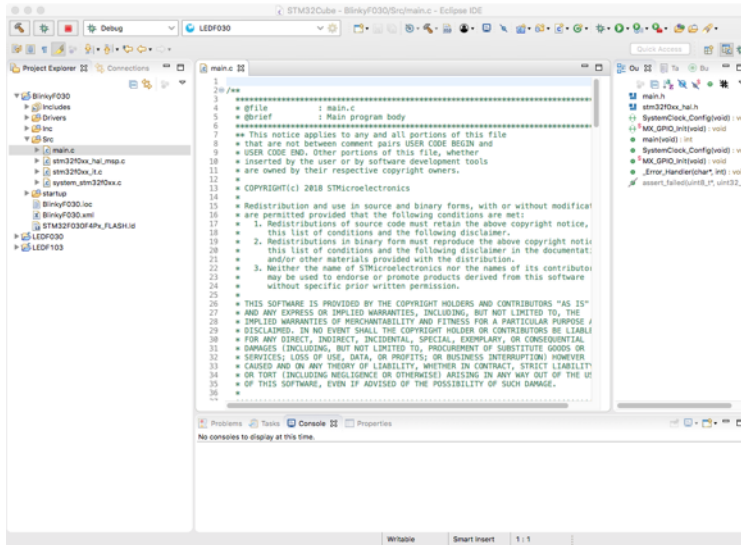 STM32Cube - BlinkyF030/Src/main.c - Eclipse IDE
Debug
LEDF030
Quick Access
Project Explorer
Connections
BlinkyF030
Includes
Drivers
Inc
Src
main.c
stm32f0xx_hal_msp.c
stm32f0xx_it.c
system_stm32f0xx.c
startup
BlinkyF030.ioc
BlinkyF030.xml
STM32F030F4Px_FLASH.ld
LEDF030
LEDF103
main.c
1
2 /**
3 ******************************************************************************
4 * @file : main.c
5 * @brief : Main program body
6 ******************************************************************************
7 ** This notice applies to any and all portions of this file
8 * that are not between comment pairs USER CODE BEGIN and
9 * USER CODE END. Other portions of this file, whether
10 * inserted by the user or by software development tools
11 * are owned by their respective copyright owners.
12 *
13 * COPYRIGHT(c) 2018 STMicroelectronics
14 *
15 * Redistribution and use in source and binary forms, with or without modificat
16 * are permitted provided that the following conditions are met:
17 * 1. Redistributions of source code must retain the above copyright notice,
18 * this list of conditions and the following disclaimer.
19 * 2. Redistributions in binary form must reproduce the above copyright notic
20 * this list of conditions and the following disclaimer in the documentati
21 * and/or other materials provided with the distribution.
22 * 3. Neither the name of STMicroelectronics nor the names of its contributor
23 * may be used to endorse or promote products derived from this software
24 * without specific prior written permission.
25 *
26 * THIS SOFTWARE IS PROVIDED BY THE COPYRIGHT HOLDERS AND CONTRIBUTORS "AS IS"
27 * AND ANY EXPRESS OR IMPLIED WARRANTIES, INCLUDING, BUT NOT LIMITED TO, THE
28 * IMPLIED WARRANTIES OF MERCHANTABILITY AND FITNESS FOR A PARTICULAR PURPOSE A
29 * DISCLAIMED. IN NO EVENT SHALL THE COPYRIGHT HOLDER OR CONTRIBUTORS BE LIABLE
30 * FOR ANY DIRECT, INDIRECT, INCIDENTAL, SPECIAL, EXEMPLARY, OR CONSEQUENTIAL
31 * DAMAGES (INCLUDING, BUT NOT LIMITED TO, PROCUREMENT OF SUBSTITUTE GOODS OR
32 * SERVICES; LOSS OF USE, DATA, OR PROFITS; OR BUSINESS INTERRUPTION) HOWEVER
33 * CAUSED AND ON ANY THEORY OF LIABILITY, WHETHER IN CONTRACT, STRICT LIABILITY
34 * OR TORT (INCLUDING NEGLIGENCE OR OTHERWISE) ARISING IN ANY WAY OUT OF THE US
35 * OF THIS SOFTWARE, EVEN IF ADVISED OF THE POSSIBILITY OF SUCH DAMAGE.
36 *
Ou
Ta
Bu
main.h
stm32f0xx_hal.h
SystemClock_Config(void) : v
MX_GPIO_Init(void) : void
main(void) : int
SystemClock_Config(void) : v
MX_GPIO_Init(void) : void
_Error_Handler(char*, int) : vo
assert_failed(uint8_t*, uint32_
Problems
Tasks
Console
Properties
No consoles to display at this time.
Writable
Smart Insert
1 : 1